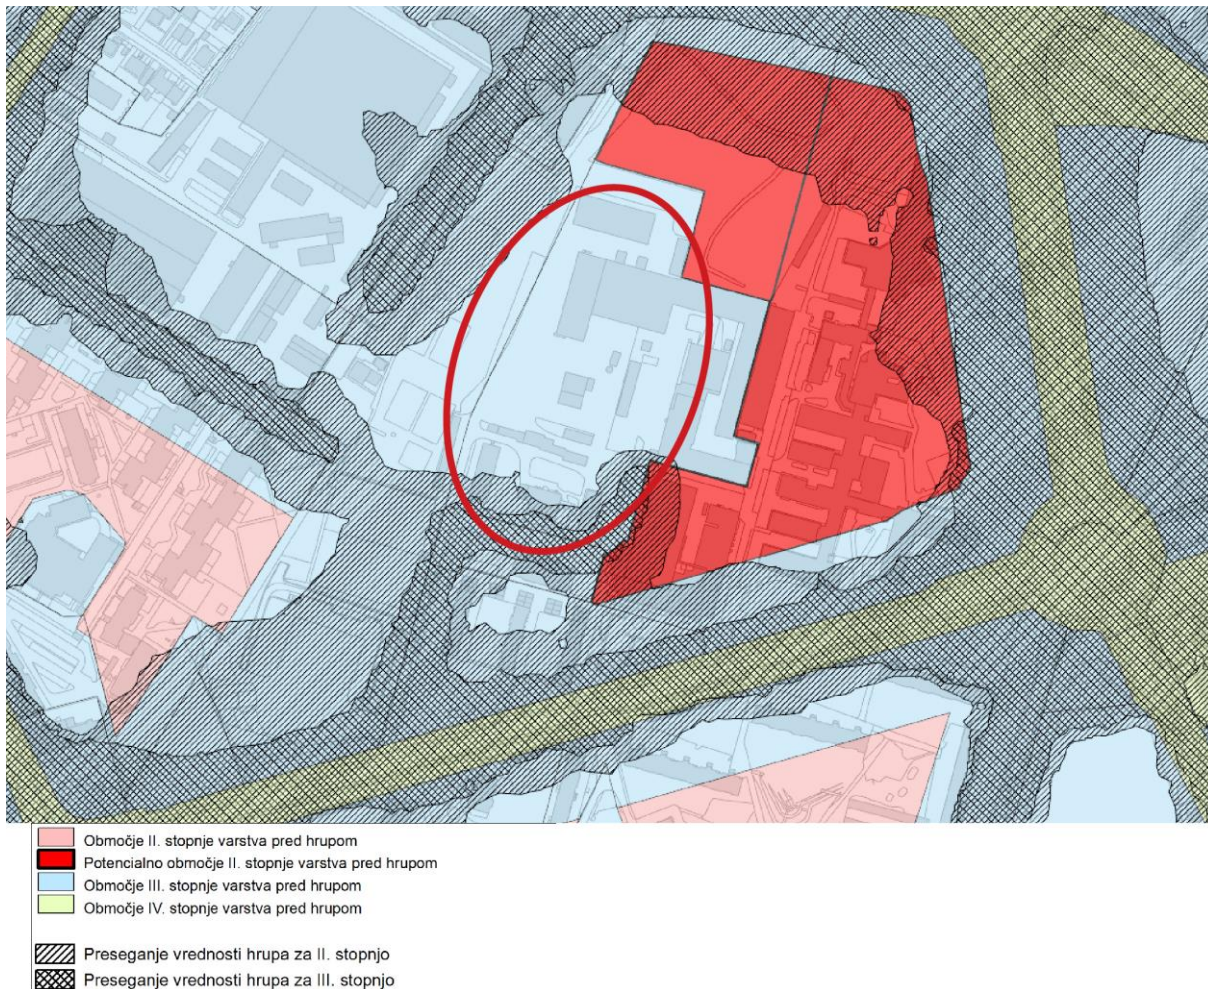 Območje II. stopnje varstva pred hrupom
Potencialno območje II. stopnje varstva pred hrupom
Območje III. stopnje varstva pred hrupom
Območje IV. stopnje varstva pred hrupom
Preseganje vrednosti hrupa za II. stopnjo
Preseganje vrednosti hrupa za III. stopnjo